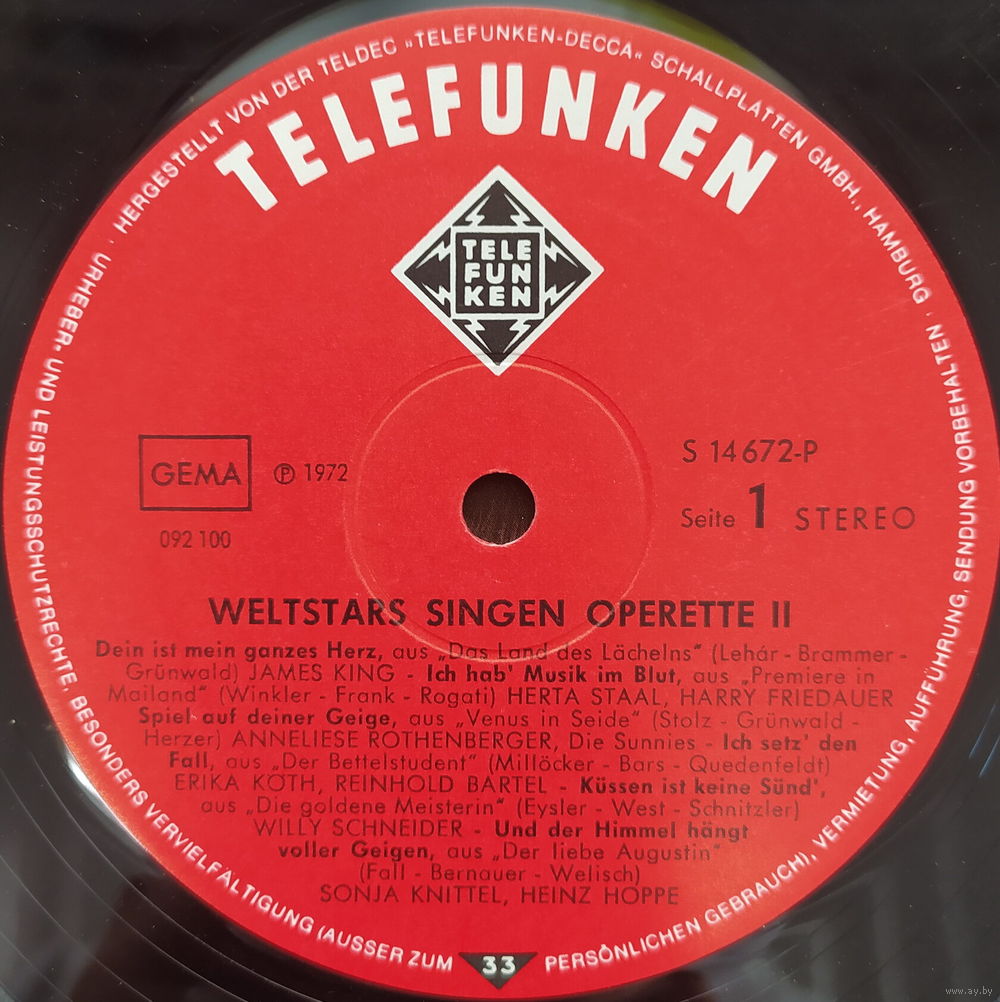 HERGESTELLT VON DER TELDEC »TELEFUNKEN-DECCA« SCHALLPLATTEN GMBH., HAMBURG ·
TELEFUNKEN
TELE
FUN
KEN
GEMA
℗ 1972
092 100
S 14 672-P
Seite 1 STEREO
WELTSTARS SINGEN OPERETTE II
Dein ist mein ganzes Herz, aus „Das Land des Lächelns“ (Lehár - Brammer -
Grünwald) JAMES KING - Ich hab' Musik im Blut, aus „Premiere in
Mailand“ (Winkler - Frank - Rogati) HERTA STAAL, HARRY FRIEDAUER
Spiel auf deiner Geige, aus „Venus in Seide“ (Stolz - Grünwald -
Herzer) ANNELIESE ROTHENBERGER, Die Sunnies - Ich setz' den
Fall, aus „Der Bettelstudent“ (Millöcker - Bars - Quedenfeldt)
ERIKA KÖTH, REINHOLD BARTEL - Küssen ist keine Sünd',
aus „Die goldene Meisterin“ (Eysler - West - Schnitzler)
WILLY SCHNEIDER - Und der Himmel hängt
voller Geigen, aus „Der liebe Augustin“
(Fall - Bernauer - Welisch)
SONJA KNITTEL, HEINZ HOPPE
URHEBER- UND LEISTUNGSSCHUTZRECHTE, BESONDERS VERVIELFÄLTIGUNG (AUSSER ZUM PERSÖNLICHEN GEBRAUCH), VERMIETUNG, AUFFÜHRUNG, SENDUNG VORBEHALTEN ·
33
www.ay.by